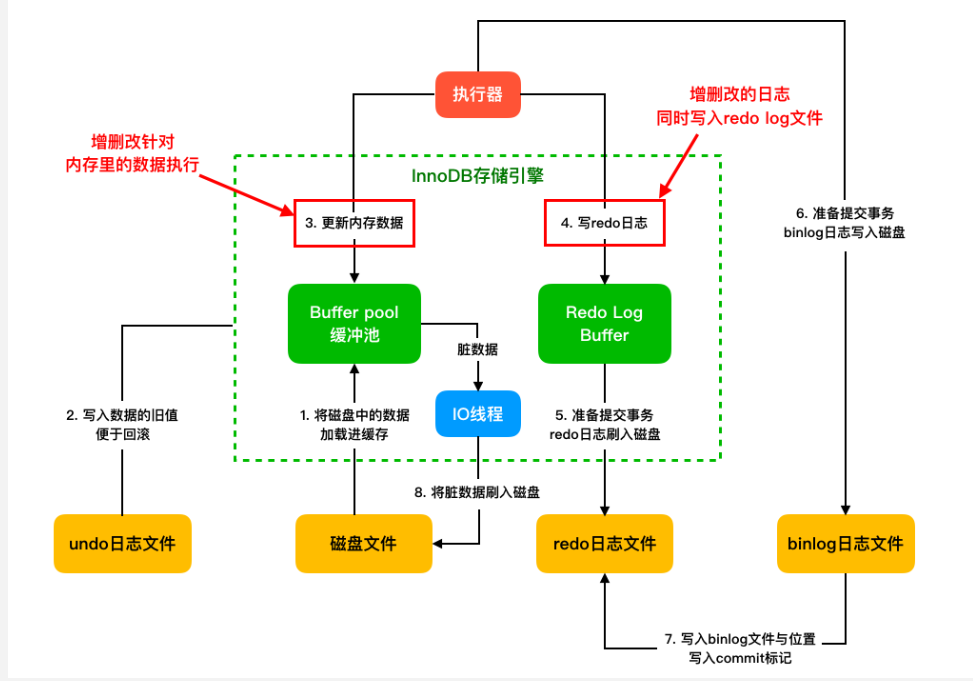 执行器
增删改的日志
同时写入redo log文件
增删改针对
内存里的数据执行
InnoDB存储引擎
3. 更新内存数据
4. 写redo日志
6. 准备提交事务
binlog日志写入磁盘
Buffer pool
缓冲池
Redo Log
Buffer
脏数据
2. 写入数据的旧值
便于回滚
1. 将磁盘中的数据
加载进缓存
IO线程
5. 准备提交事务
redo日志刷入磁盘
8. 将脏数据刷入磁盘
undo日志文件
磁盘文件
redo日志文件
binlog日志文件
7. 写入binlog文件与位置
写入commit标记